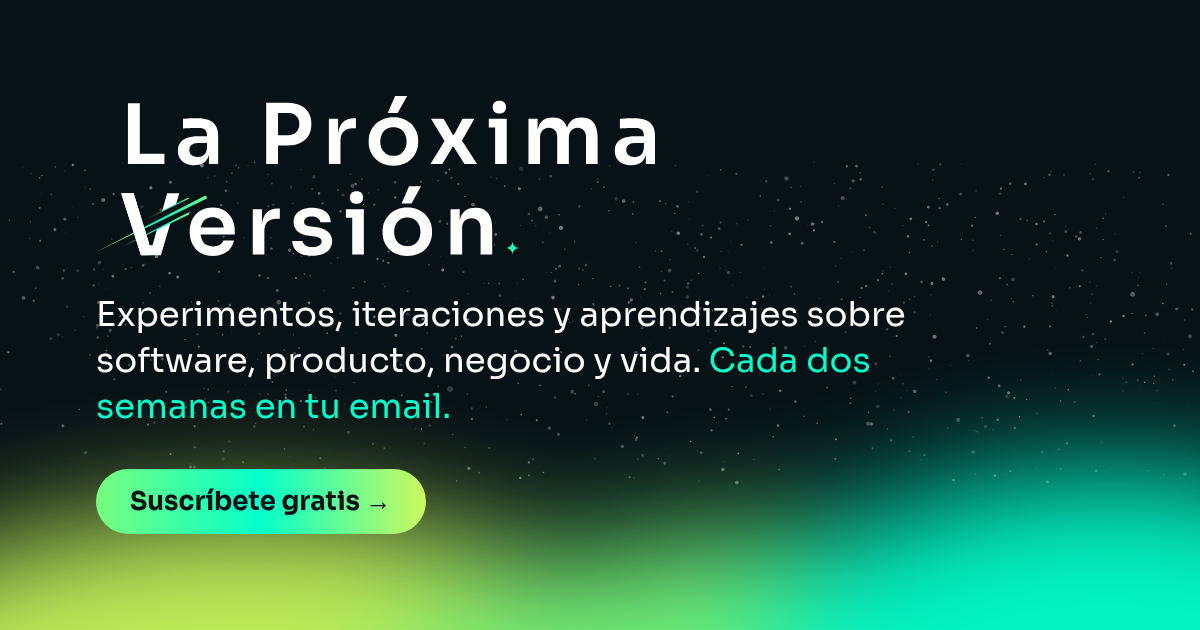 La Próxima
Versión
Experimentos, iteraciones y aprendizajes sobre
software, producto, negocio y vida. Cada dos
semanas en tu email.
Suscríbete gratis →